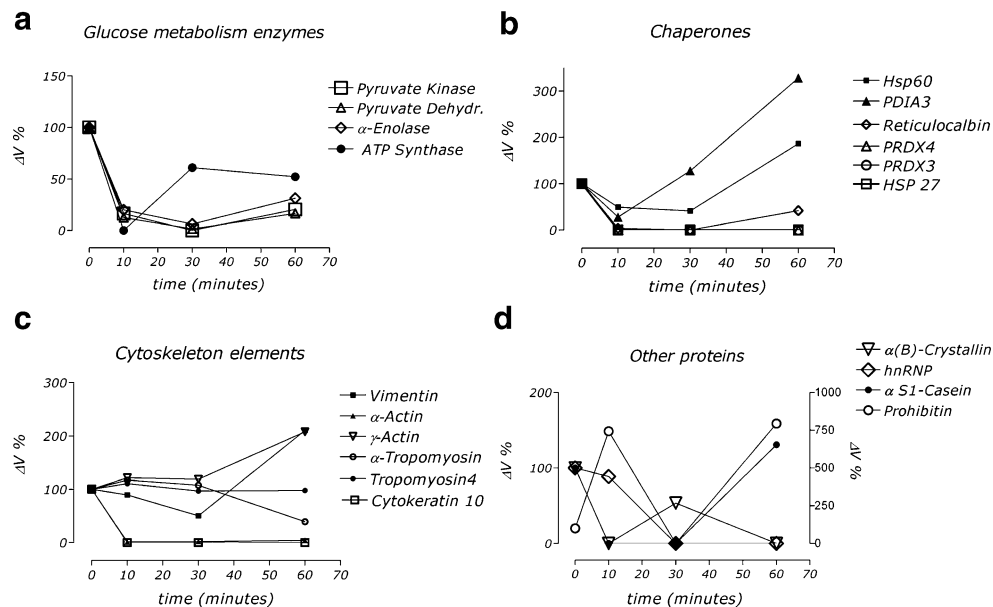 a
Glucose metabolism enzymes
150
100
50
0
ΔV %
0 10 20 30 40 50 60 70
time (minutes)
Pyruvate Kinase
Pyruvate Dehydr.
α-Enolase
ATP Synthase
b
Chaperones
300
200
100
0
ΔV %
0 10 20 30 40 50 60 70
time (minutes)
Hsp60
PDIA3
Reticulocalbin
PRDX4
PRDX3
HSP 27
c
Cytoskeleton elements
300
200
100
0
ΔV %
0 10 20 30 40 50 60 70
time (minutes)
Vimentin
α-Actin
γ-Actin
α-Tropomyosin
Tropomyosin4
Cytokeratin 10
d
Other proteins
200
100
0
ΔV %
1000
750
500
250
0
ΔV %
0 10 20 30 40 50 60 70
time (minutes)
α(B)-Crystallin
hnRNP
α S1-Casein
Prohibitin